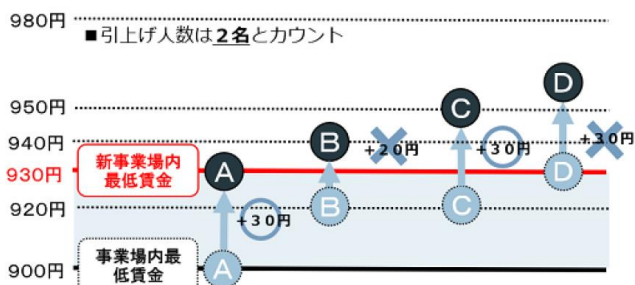 980円
■引上げ人数は2名とカウント
950円
940円
930円
920円
900円
新事業場内
最低賃金
事業場内最
低賃金
A
A
+30円
B
B
+20円
C
C
+30円
D
D
+30円